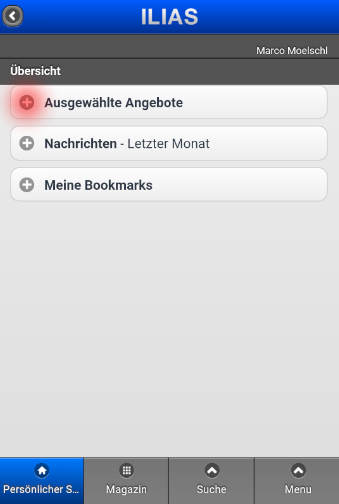 ILIAS
Marco Moelschl
Übersicht
Ausgewählte Angebote
Nachrichten - Letzter Monat
Meine Bookmarks
Persönlicher S...
Magazin
Suche
Menu